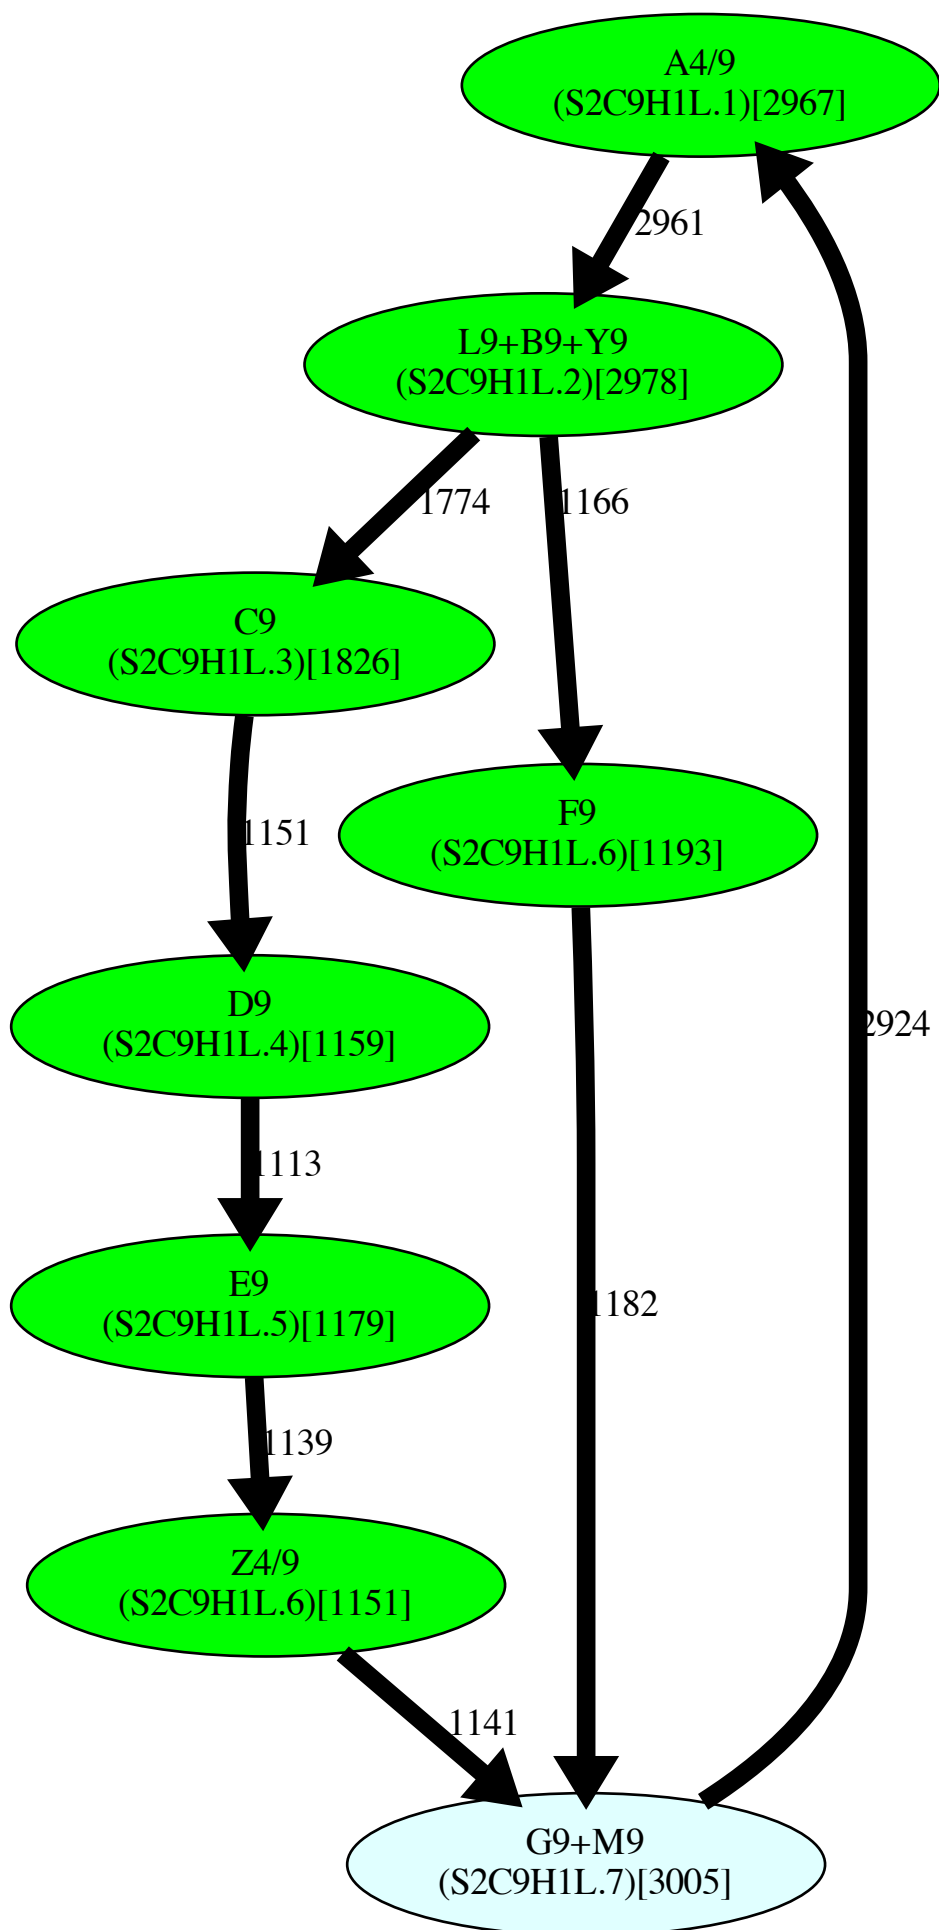 A4/9
(S2C9H1L.1)[2967]
2961
L9+B9+Y9
(S2C9H1L.2)[2978]
1774
1166
C9
(S2C9H1L.3)[1826]
F9
(S2C9H1L.6)[1193]
1151
D9
(S2C9H1L.4)[1159]
2924
1113
E9
(S2C9H1L.5)[1179]
1182
1139
Z4/9
(S2C9H1L.6)[1151]
1141
G9+M9
(S2C9H1L.7)[3005]